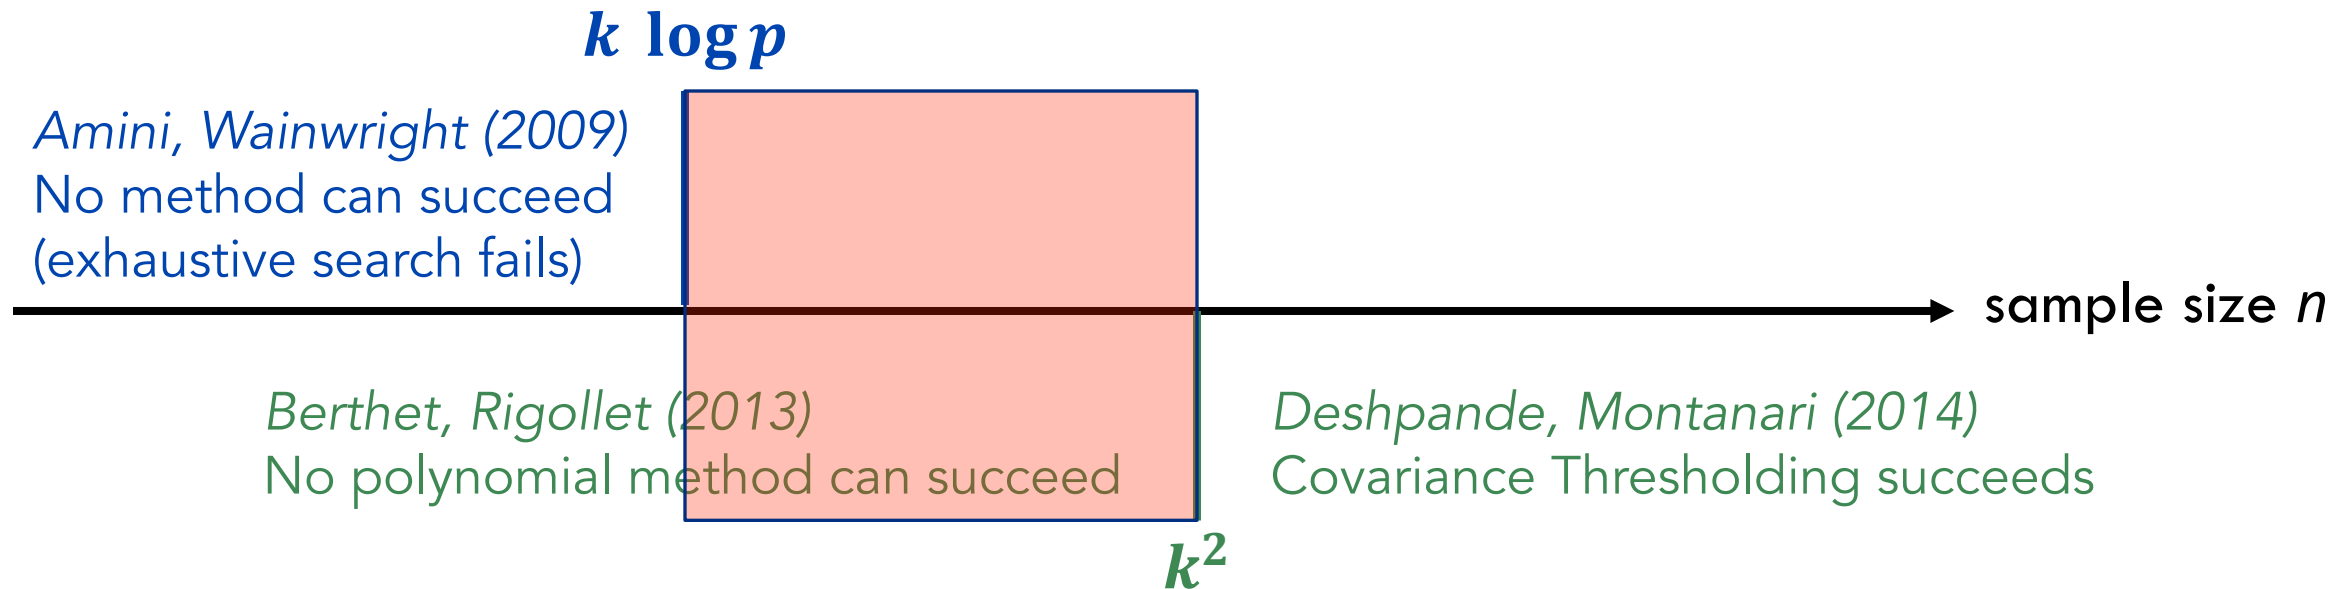 k log p
Amini, Wainwright (2009)
No method can succeed
(exhaustive search fails)
sample size n
Berthet, Rigollet (2013)
No polynomial method can succeed
Deshpande, Montanari (2014)
Covariance Thresholding succeeds
k²